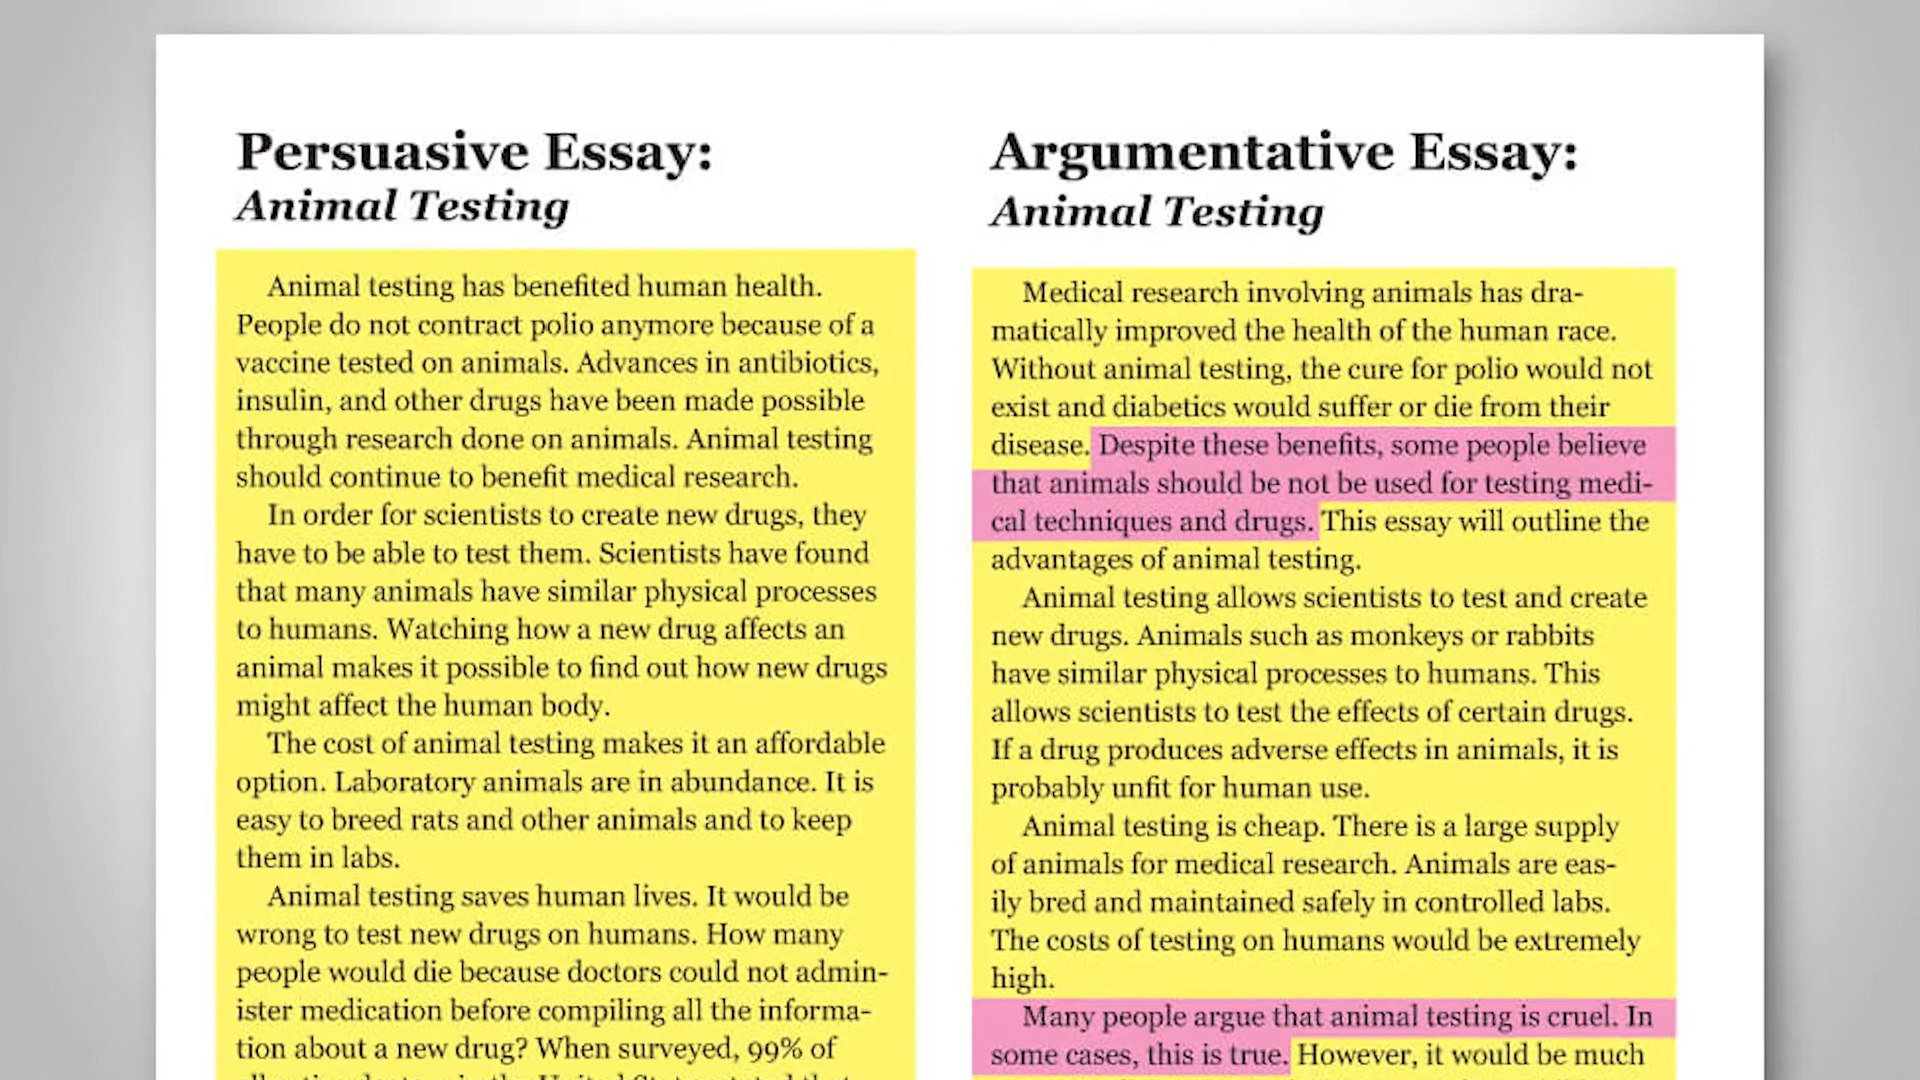 Persuasive Essay:
Animal Testing
Animal testing has benefited human health.
People do not contract polio anymore because of a
vaccine tested on animals. Advances in antibiotics,
insulin, and other drugs have been made possible
through research done on animals. Animal testing
should continue to benefit medical research.
In order for scientists to create new drugs, they
have to be able to test them. Scientists have found
that many animals have similar physical processes
to humans. Watching how a new drug affects an
animal makes it possible to find out how new drugs
might affect the human body.
The cost of animal testing makes it an affordable
option. Laboratory animals are in abundance. It is
easy to breed rats and other animals and to keep
them in labs.
Animal testing saves human lives. It would be
wrong to test new drugs on humans. How many
people would die because doctors could not admin-
ister medication before compiling all the informa-
tion about a new drug? When surveyed, 99% of
Argumentative Essay:
Animal Testing
Medical research involving animals has dra-
matically improved the health of the human race.
Without animal testing, the cure for polio would not
exist and diabetics would suffer or die from their
disease. Despite these benefits, some people believe
that animals should be not be used for testing medi-
cal techniques and drugs. This essay will outline the
advantages of animal testing.
Animal testing allows scientists to test and create
new drugs. Animals such as monkeys or rabbits
have similar physical processes to humans. This
allows scientists to test the effects of certain drugs.
If a drug produces adverse effects in animals, it is
probably unfit for human use.
Animal testing is cheap. There is a large supply
of animals for medical research. Animals are eas-
ily bred and maintained safely in controlled labs.
The costs of testing on humans would be extremely
high.
Many people argue that animal testing is cruel. In
some cases, this is true. However, it would be much